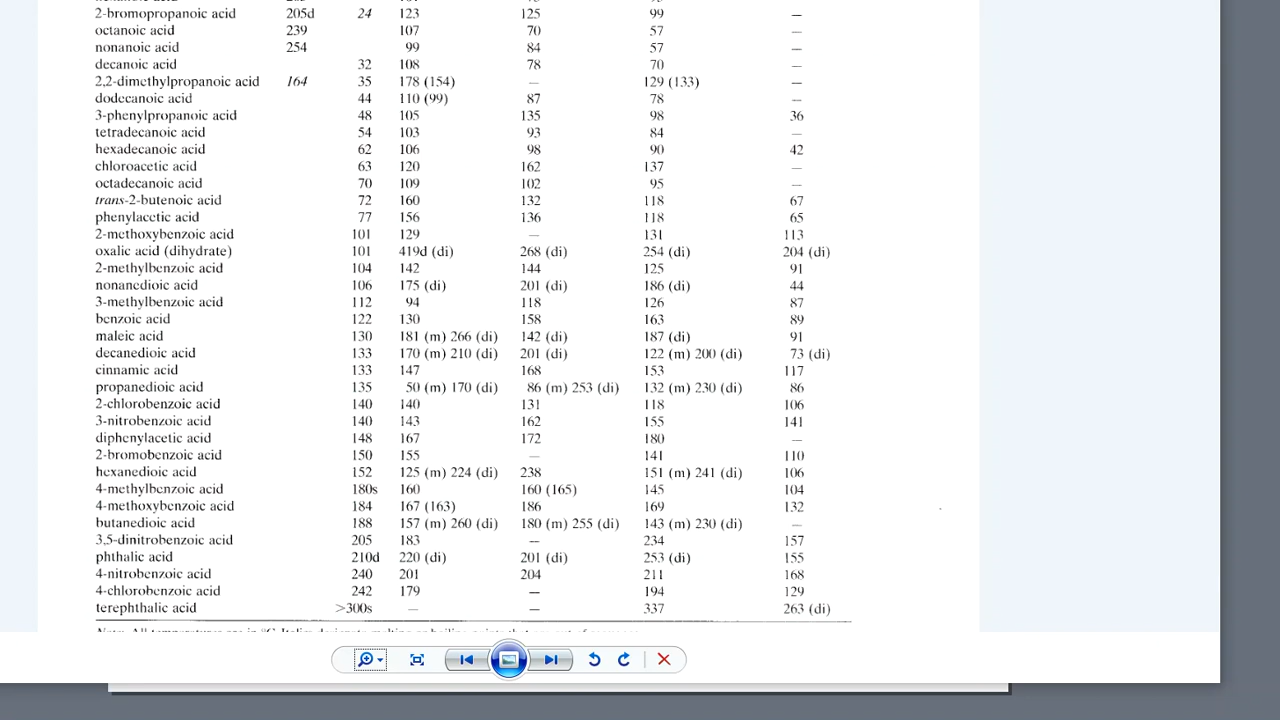 2-bromopropanoic acid 205d 24 123 125 99 —
octanoic acid 239 107 70 57 —
nonanoic acid 254 99 84 57 —
decanoic acid 32 108 78 70 —
2,2-dimethylpropanoic acid 164 35 178 (154) — 129 (133) —
dodecanoic acid 44 110 (99) 87 78 —
3-phenylpropanoic acid 48 105 135 98 36
tetradecanoic acid 54 103 93 84 —
hexadecanoic acid 62 106 98 90 42
chloroacetic acid 63 120 162 137 —
octadecanoic acid 70 109 102 95 —
trans-2-butenoic acid 72 160 132 118 67
phenylacetic acid 77 156 136 118 65
2-methoxybenzoic acid 101 129 — 131 113
oxalic acid (dihydrate) 101 419d (di) 268 (di) 254 (di) 204 (di)
2-methylbenzoic acid 104 142 144 125 91
nonanedioic acid 106 175 (di) 201 (di) 186 (di) 44
3-methylbenzoic acid 112 94 118 126 87
benzoic acid 122 130 158 163 89
maleic acid 130 181 (m) 266 (di) 142 (di) 187 (di) 91
decanedioic acid 133 170 (m) 210 (di) 201 (di) 122 (m) 200 (di) 73 (di)
cinnamic acid 133 147 168 153 117
propanedioic acid 135 50 (m) 170 (di) 86 (m) 253 (di) 132 (m) 230 (di) 86
2-chlorobenzoic acid 140 140 131 118 106
3-nitrobenzoic acid 140 143 162 155 141
diphenylacetic acid 148 167 172 180 —
2-bromobenzoic acid 150 155 — 141 110
hexanedioic acid 152 125 (m) 224 (di) 238 151 (m) 241 (di) 106
4-methylbenzoic acid 180s 160 160 (165) 145 104
4-methoxybenzoic acid 184 167 (163) 186 169 132
butanedioic acid 188 157 (m) 260 (di) 180 (m) 255 (di) 143 (m) 230 (di) —
3,5-dinitrobenzoic acid 205 183 — 234 157
phthalic acid 210d 220 (di) 201 (di) 253 (di) 155
4-nitrobenzoic acid 240 201 204 211 168
4-chlorobenzoic acid 242 179 — 194 129
terephthalic acid >300s — — 337 263 (di)